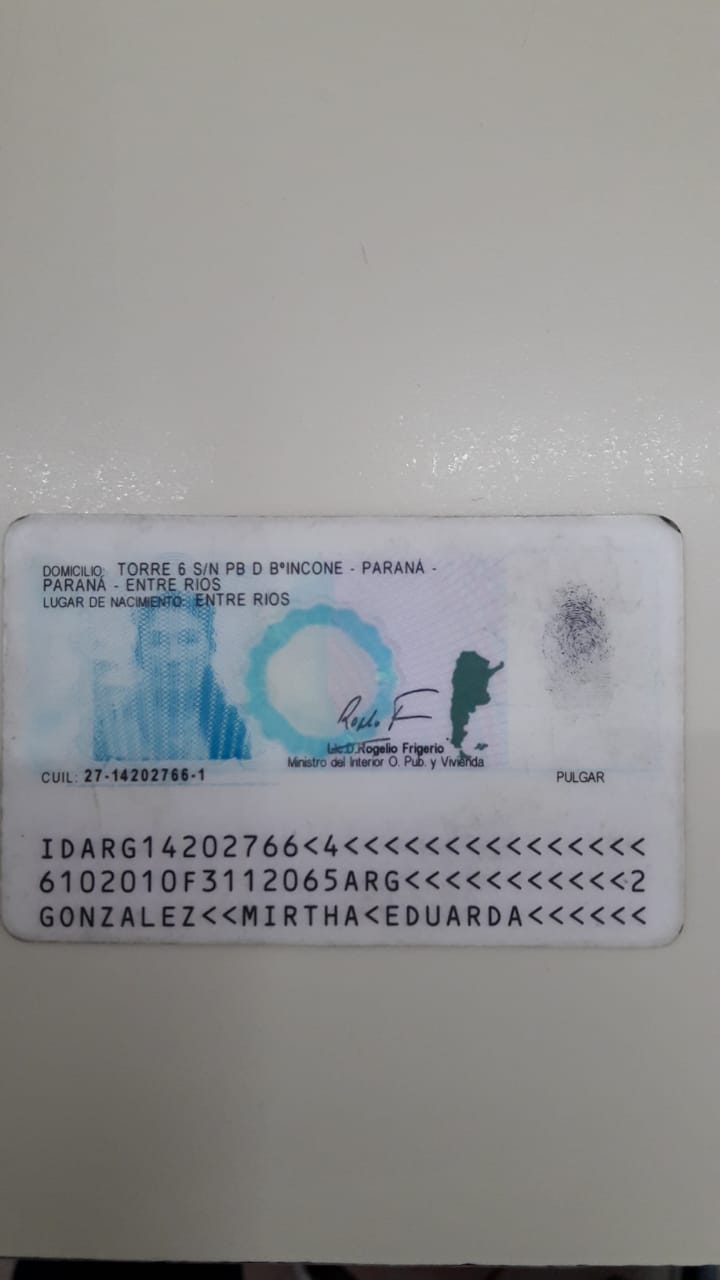 DOMICILIO: TORRE 6 S/N PB D B°INCONE - PARANÁ -
PARANÁ - ENTRE RIOS
LUGAR DE NACIMIENTO: ENTRE RIOS
Lic.D.Rogelio Frigerio
Ministro del Interior O. Pub. y Vivienda
CUIL: 27-14202766-1
PULGAR
IDARG14202766<4<<<<<<<<<<<<<<<
6102010F3112065ARG<<<<<<<<<<<2
GONZALEZ<<MIRTHA<EDUARDA<<<<<<